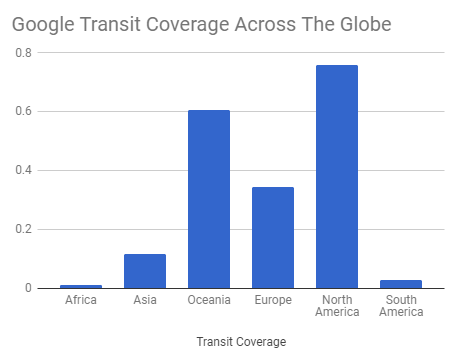 Google Transit Coverage Across The Globe
0.8
0.6
0.4
0.2
0
Africa
Asia
Oceania
Europe
North
America
South
America
Transit Coverage